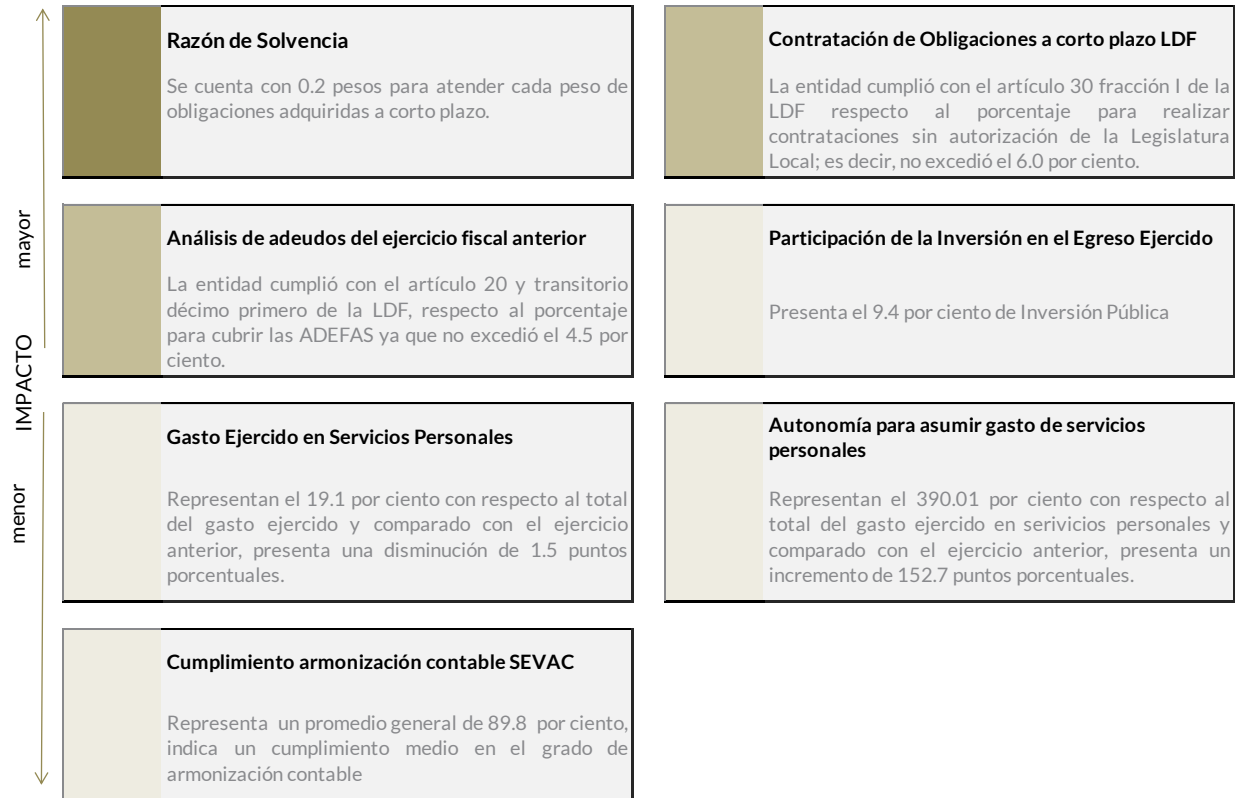 Razón de Solvencia
Se cuenta con 0.2 pesos para atender cada peso de
obligaciones adquiridas a corto plazo.
Contratación de Obligaciones a corto plazo LDF
La entidad cumplió con el artículo 30 fracción I de la
LDF respecto al porcentaje para realizar
contrataciones sin autorización de la Legislatura
Local; es decir, no excedió el 6.0 por ciento.
mayor
IMPACTO
menor
Análisis de adeudos del ejercicio fiscal anterior
La entidad cumplió con el artículo 20 y transitorio
décimo primero de la LDF, respecto al porcentaje
para cubrir las ADEFAS ya que no excedió el 4.5 por
ciento.
Participación de la Inversión en el Egreso Ejercido
Presenta el 9.4 por ciento de Inversión Pública
Gasto Ejercido en Servicios Personales
Representan el 19.1 por ciento con respecto al total
del gasto ejercido y comparado con el ejercicio
anterior, presenta una disminución de 1.5 puntos
porcentuales.
Autonomía para asumir gasto de servicios
personales
Representan el 390.01 por ciento con respecto al
total del gasto ejercido en serivicios personales y
comparado con el ejercicio anterior, presenta un
incremento de 152.7 puntos porcentuales.
Cumplimiento armonización contable SEVAC
Representa un promedio general de 89.8 por ciento,
indica un cumplimiento medio en el grado de
armonización contable